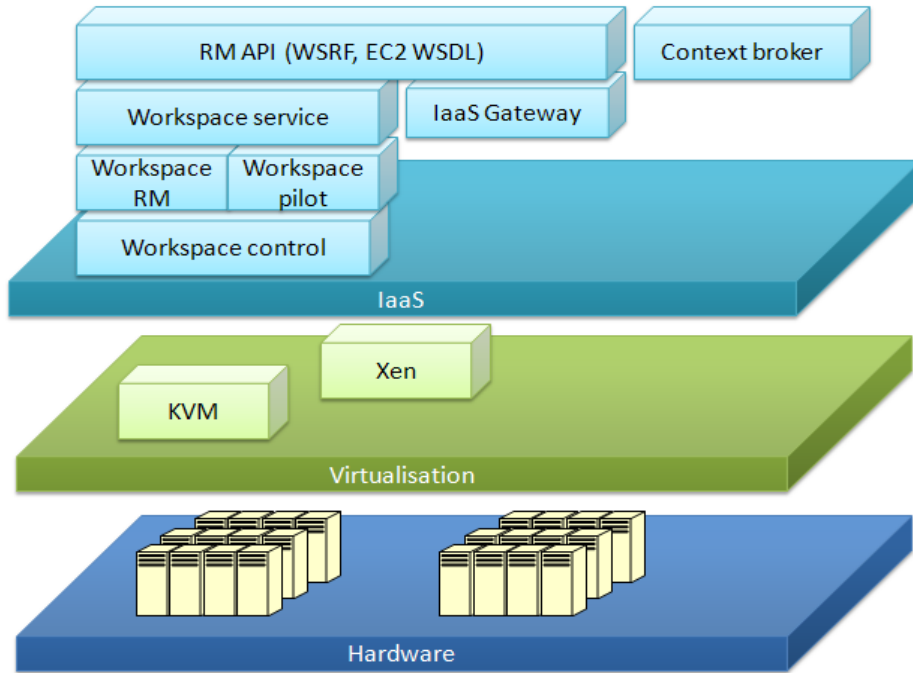 RM API (WSRF, EC2 WSDL)
Context broker
Workspace service
IaaS Gateway
Workspace
RM
Workspace
pilot
Workspace control
IaaS
Xen
KVM
Virtualisation
Hardware